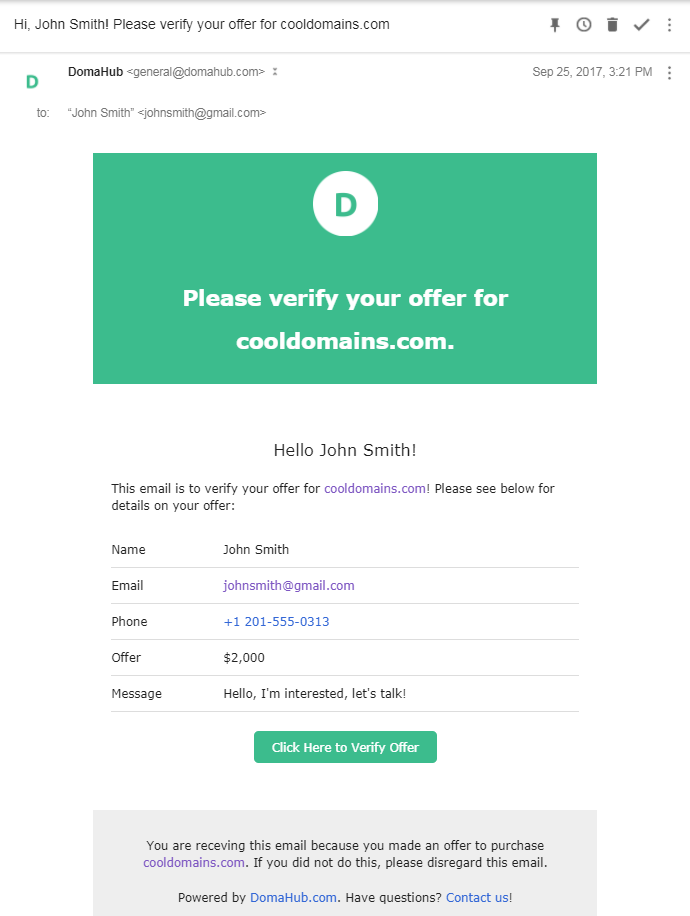 Hi, John Smith! Please verify your offer for cooldomains.com
DomaHub <general@domahub.com>
Sep 25, 2017, 3:21 PM
D
to: “John Smith” <johnsmith@gmail.com>
D
Please verify your offer for
cooldomains.com.
Hello John Smith!
This email is to verify your offer for cooldomains.com! Please see below for
details on your offer:
Name John Smith
Email johnsmith@gmail.com
Phone +1 201-555-0313
Offer $2,000
Message Hello, I'm interested, let's talk!
Click Here to Verify Offer
You are receving this email because you made an offer to purchase
cooldomains.com. If you did not do this, please disregard this email.
Powered by DomaHub.com. Have questions? Contact us!